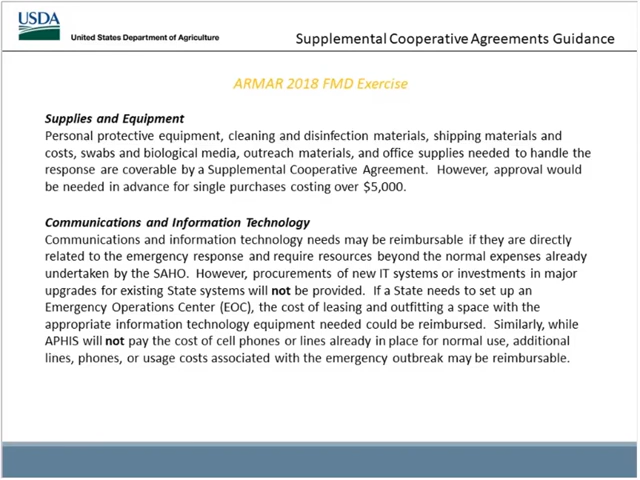 USDA
United States Department of Agriculture
Supplemental Cooperative Agreements Guidance
ARMAR 2018 FMD Exercise
Supplies and Equipment
Personal protective equipment, cleaning and disinfection materials, shipping materials and
costs, swabs and biological media, outreach materials, and office supplies needed to handle the
response are coverable by a Supplemental Cooperative Agreement. However, approval would
be needed in advance for single purchases costing over $5,000.
Communications and Information Technology
Communications and information technology needs may be reimbursable if they are directly
related to the emergency response and require resources beyond the normal expenses already
undertaken by the SAHO. However, procurements of new IT systems or investments in major
upgrades for existing State systems will not be provided. If a State needs to set up an
Emergency Operations Center (EOC), the cost of leasing and outfitting a space with the
appropriate information technology equipment needed could be reimbursed. Similarly, while
APHIS will not pay the cost of cell phones or lines already in place for normal use, additional
lines, phones, or usage costs associated with the emergency outbreak may be reimbursable.